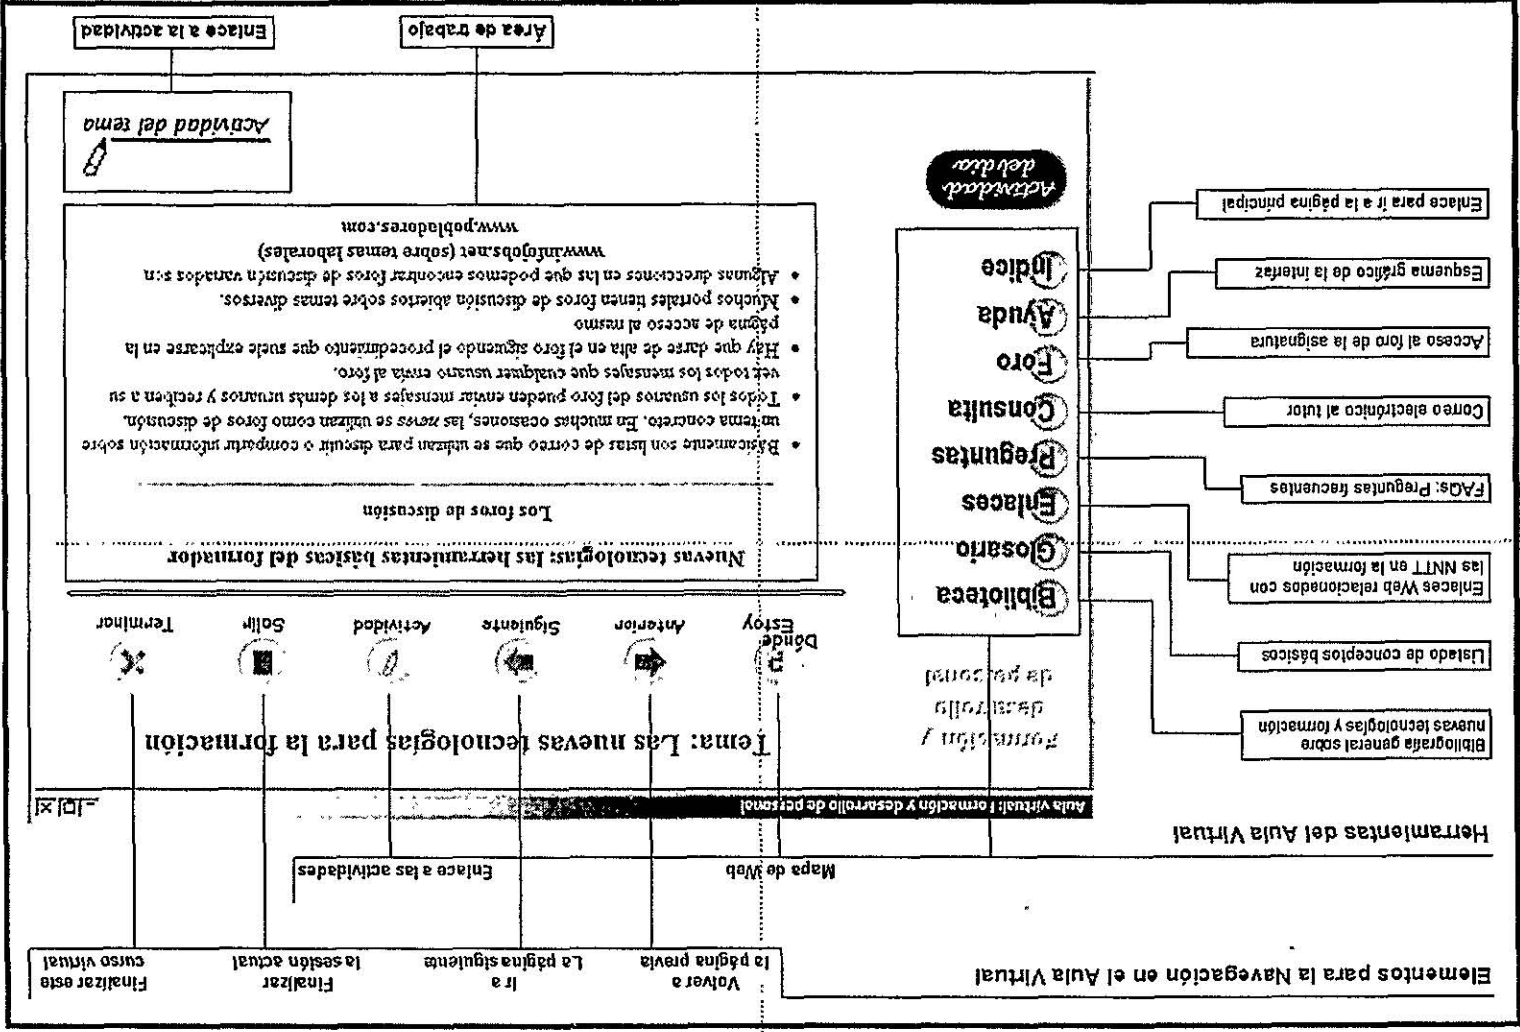 Elementos para la Navegación en el Aula Virtual
Volver a
la página previa
Ir a
La página siguiente
Finalizar
la sesión actual
Finalizar este
curso virtual
Mapa de Web
Enlace a las actividades
Herramientas del Aula Virtual
Aula virtual: Formación y desarrollo de personal
Formación y
desarrollo
de personal
Tema: Las nuevas tecnologías para la formación
Dónde
Estoy
Anterior
Siguiente
Actividad
Salir
Terminar
Bibliografía general sobre
nuevas tecnologías y formación
Listado de conceptos básicos
Enlaces Web relacionados con
las NNTT en la formación
FAQs: Preguntas frecuentes
Correo electrónico al tutor
Acceso al foro de la asignatura
Esquema gráfico de la interfaz
Enlace para ir a la página principal
Biblioteca
Glosario
Enlaces
Preguntas
Consulta
Foro
Ayuda
Índice
Actividad
del día
Nuevas tecnologías: las herramientas básicas del formador
Los foros de discusión
• Básicamente son listas de correo que se utilizan para discutir o compartir información sobre
un tema concreto. En muchas ocasiones, las news se utilizan como foros de discusión.
• Todos los usuarios del foro pueden enviar mensajes a los demás usuarios y reciben a su
vez todos los mensajes que cualquier usuario envía al foro.
• Hay que darse de alta en el foro siguiendo el procedimiento que suele explicarse en la
página de acceso al mismo
• Muchos portales tienen foros de discusión abiertos sobre temas diversos.
• Algunas direcciones en las que podemos encontrar foros de discusión variados son:
www.infojobs.net (sobre temas laborales)
www.pobladores.com
Actividad del tema
Área de trabajo
Enlace a la actividad